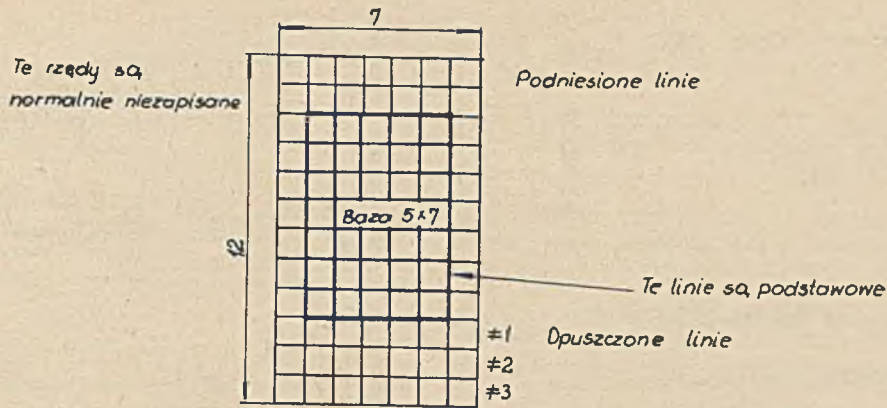 7
Te rzędy są
normalnie niezapisane
Podniesione linie
12
Baza 5×7
Te linie są podstawowe
≠1 Opuszczone linie
≠2
≠3